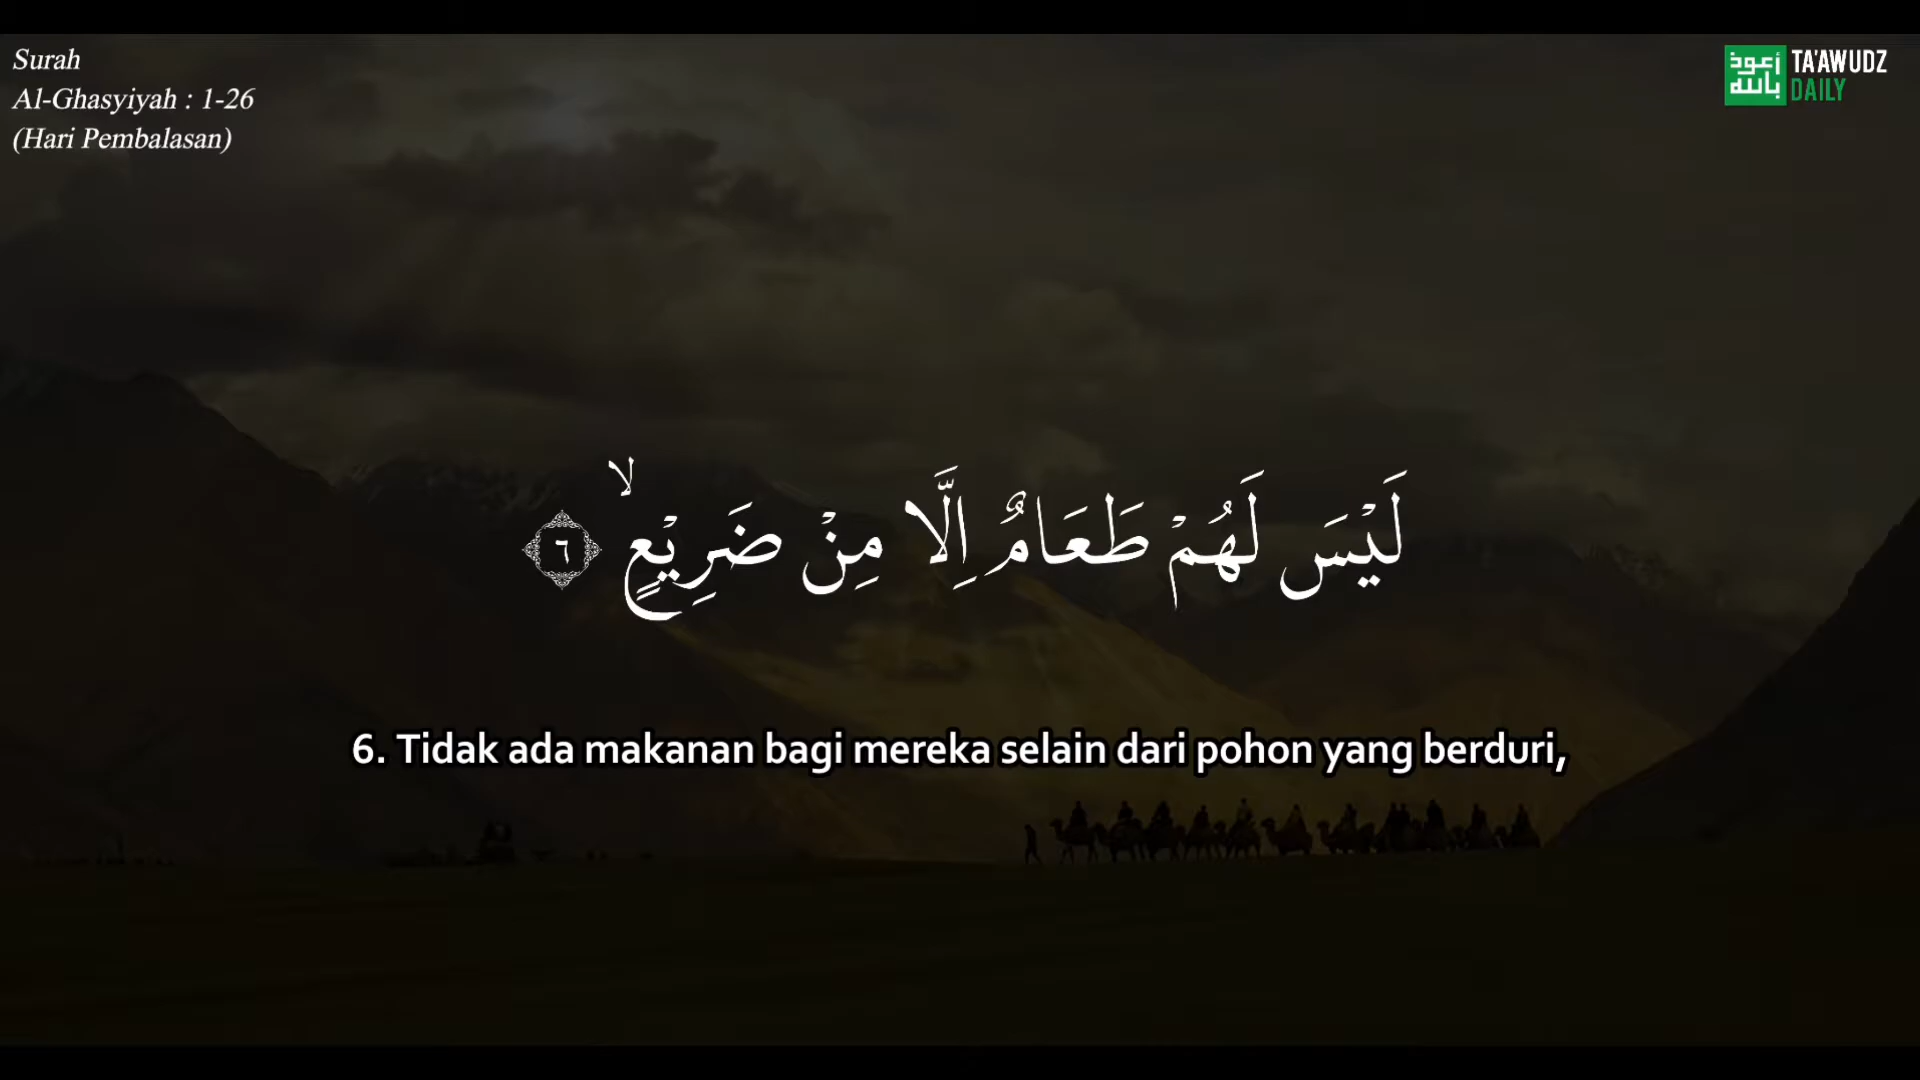 Surah
Al-Ghasyiyah : 1-26
(Hari Pembalasan)
أعوذ
بالله
TA'AWUDZ
DAILY
لَيْسَ لَهُمْ طَعَامٌ اِلَّا مِنْ ضَرِيْعٍۙ ٦
6. Tidak ada makanan bagi mereka selain dari pohon yang berduri,